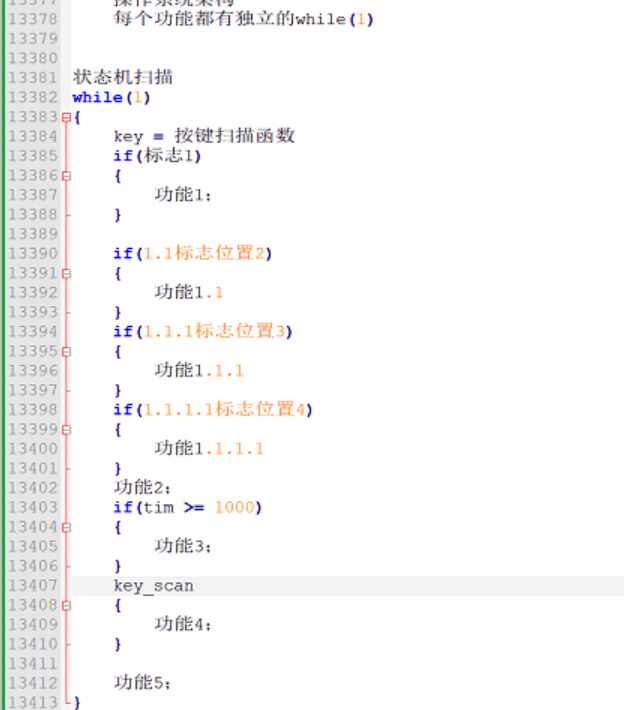 13377 操作系统架构
13378 每个功能都有独立的while(1)
13379
13380
13381 状态机扫描
13382 while(1)
13383 {
13384 key = 按键扫描函数
13385 if(标志1)
13386 {
13387 功能1;
13388 }
13389
13390 if(1.1标志位置2)
13391 {
13392 功能1.1
13393 }
13394 if(1.1.1标志位置3)
13395 {
13396 功能1.1.1
13397 }
13398 if(1.1.1.1标志位置4)
13399 {
13400 功能1.1.1.1
13401 }
13402 功能2;
13403 if(tim >= 1000)
13404 {
13405 功能3;
13406 }
13407 key_scan
13408 {
13409 功能4;
13410 }
13411
13412 功能5;
13413 }